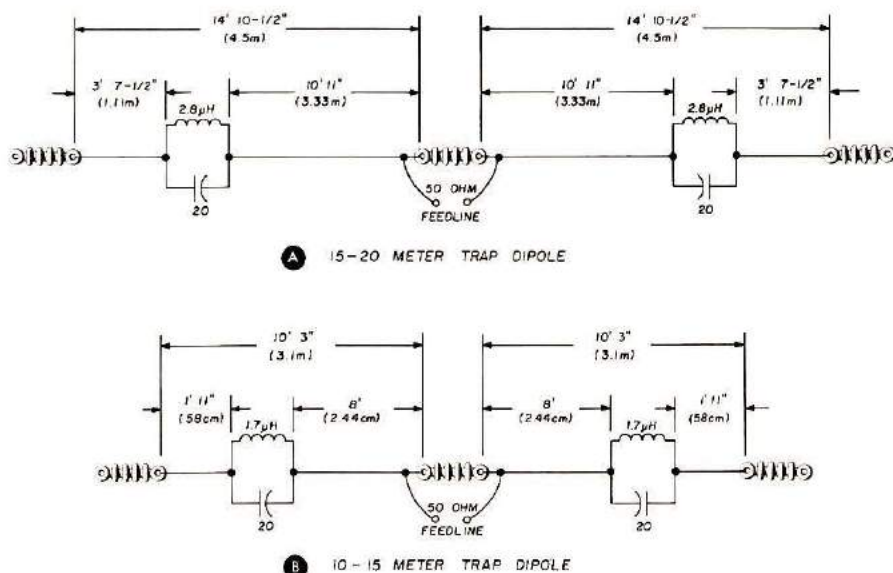 14' 10-1/2" 14' 10-1/2"
(4.5m) (4.5m)
3' 7-1/2" 10' 11" 10' 11" 3' 7-1/2"
(1.11m) (3.33m) (3.33m) (1.11m)
2.8µH 2.8µH
20 50 OHM 20
FEEDLINE
A 15-20 METER TRAP DIPOLE
10' 3" 10' 3"
(3.1m) (3.1m)
1' 11" 8' 8' 1' 11"
(58cm) (2.44cm) (2.44cm) (58cm)
1.7µH 1.7µH
20 50 OHM 20
FEEDLINE
B 10-15 METER TRAP DIPOLE